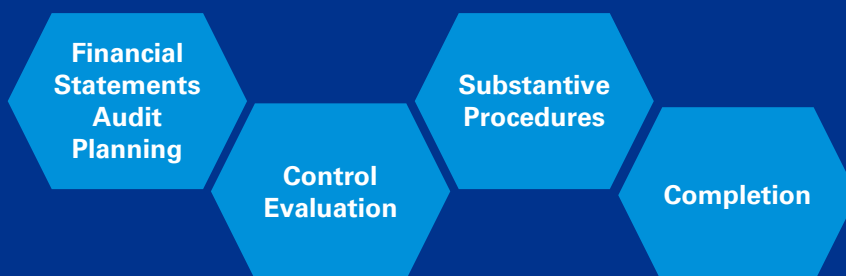 Financial
Statements
Audit
Planning
Control
Evaluation
Substantive
Procedures
Completion